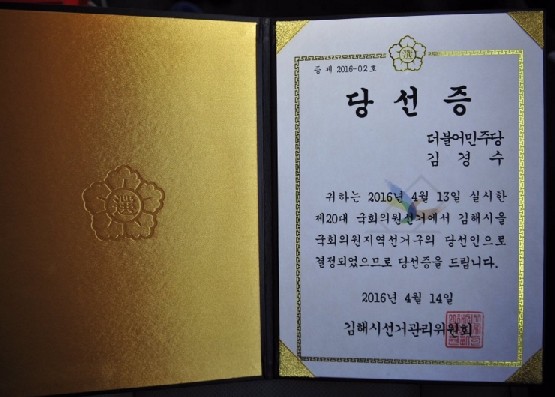 증 제 2016-02 호
당선증
더불어민주당
김경수
귀하는 2016년 4월 13일 실시한
제20대 국회의원선거에서 김해시을
국회의원지역선거구의 당선인으로
결정되었으므로 당선증을 드립니다.
2016년 4월 14일
김해시선거관리위원회